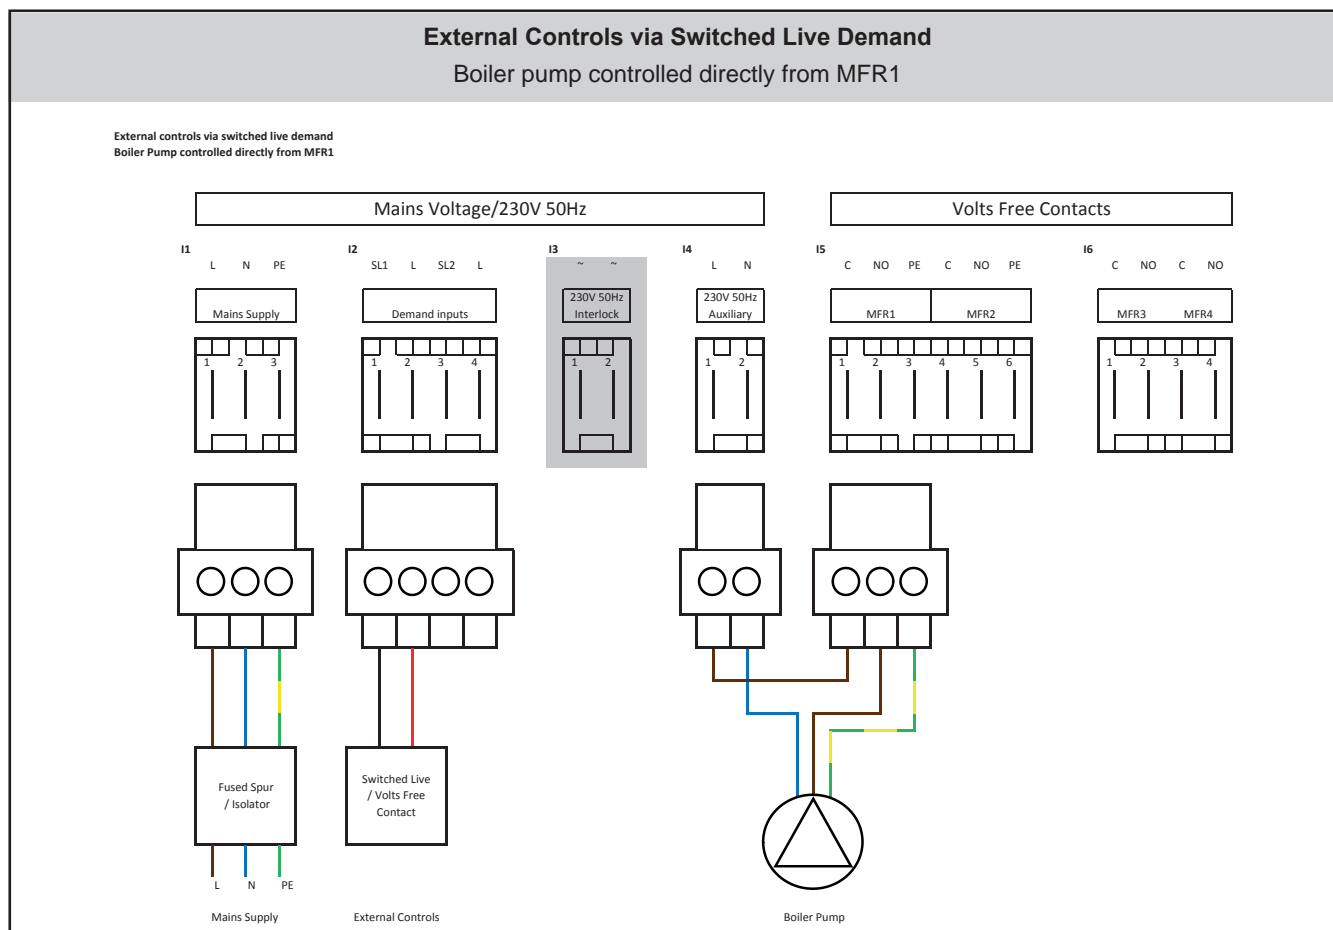 External Controls via Switched Live Demand
Boiler pump controlled directly from MFR1
External controls via switched live demand
Boiler Pump controlled directly from MFR1
Mains Voltage/230V 50Hz
Volts Free Contacts
I1 I2 I3 I4 I5 I6
L N PE SL1 L SL2 L ~ ~ L N C NO PE C NO PE C NO C NO
230V 50Hz 230V 50Hz
Mains Supply Demand inputs Interlock Auxiliary MFR1 MFR2 MFR3 MFR4
1 2 3 1 2 3 4 1 2 1 2 1 2 3 4 5 6 1 2 3 4
Fused Spur
/ Isolator
Switched Live
/ Volts Free
Contact
L N PE
Mains Supply External Controls Boiler Pump